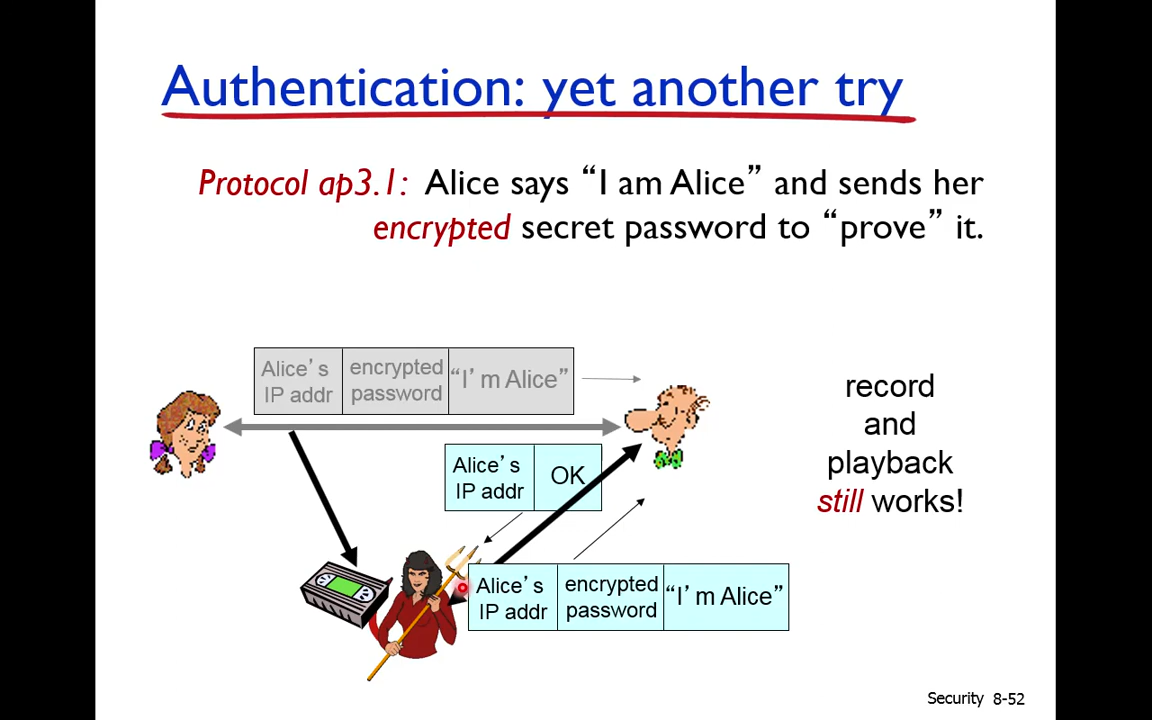 Authentication: yet another try
Protocol ap3.1: Alice says “I am Alice” and sends her
encrypted secret password to “prove” it.
Alice’s
IP addr
encrypted
password
“I’m Alice”
record
and
playback
still works!
Alice’s
IP addr
OK
Alice’s
IP addr
encrypted
password
“I’m Alice”
Security 8-52